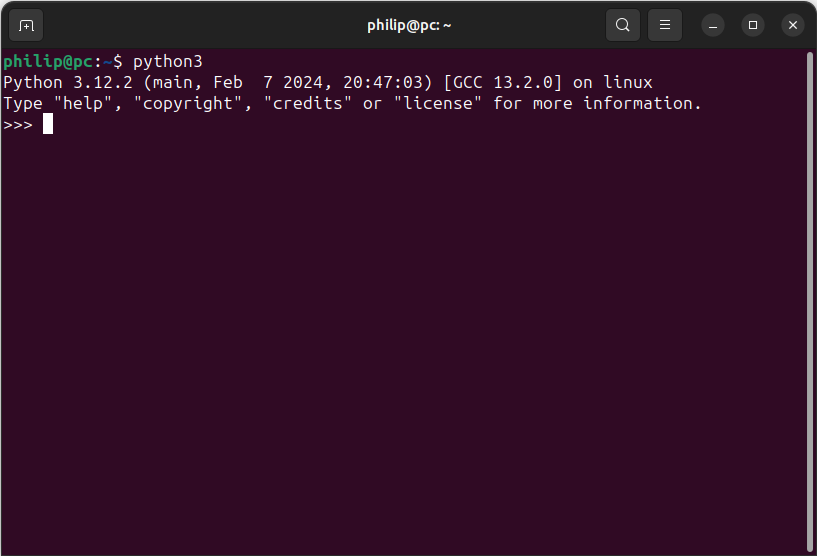 philip@pc: ~
philip@pc:~$ python3
Python 3.12.2 (main, Feb  7 2024, 20:47:03) [GCC 13.2.0] on linux
Type "help", "copyright", "credits" or "license" for more information.
>>>